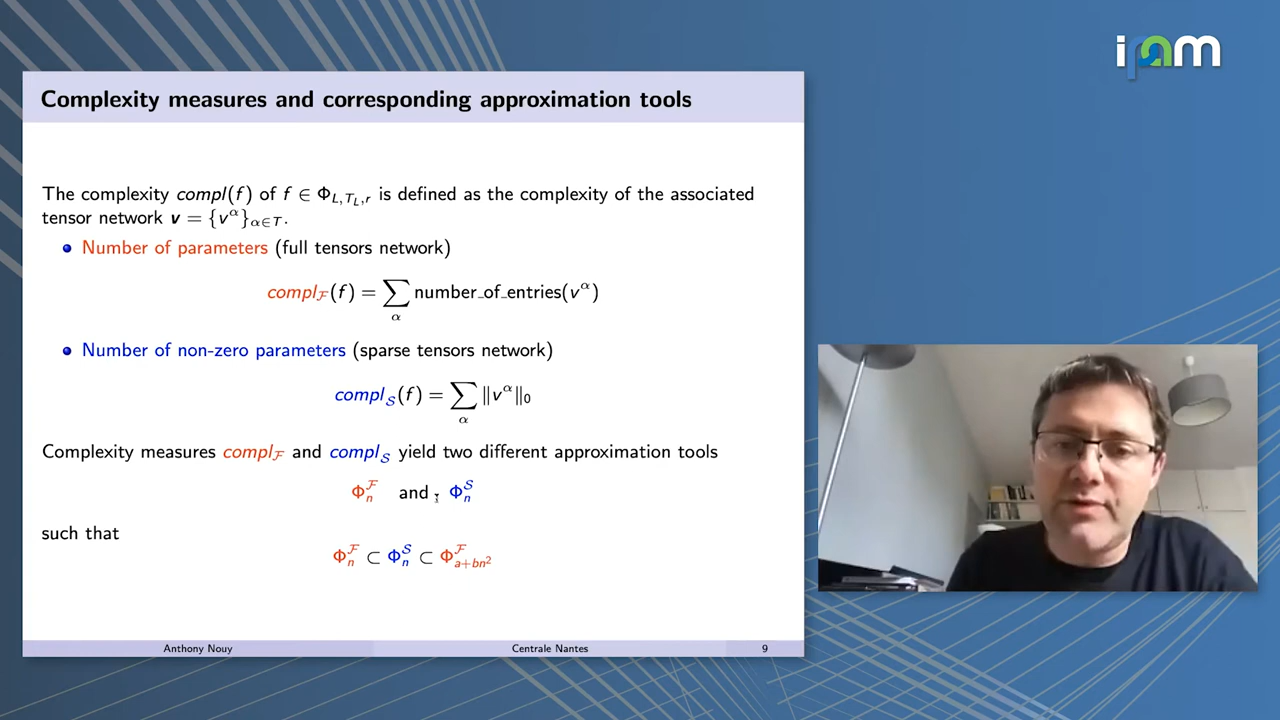 ipam
Complexity measures and corresponding approximation tools
The complexity compl(f) of f ∈ Φ_{L,T_L,r} is defined as the complexity of the associated
tensor network v = {v^α}_{α∈T}.
Number of parameters (full tensors network)
compl_ℱ(f) = ∑_α number_of_entries(v^α)
Number of non-zero parameters (sparse tensors network)
compl_𝒮(f) = ∑_α ‖v^α‖_0
Complexity measures compl_ℱ and compl_𝒮 yield two different approximation tools
Φ_n^ℱ and Φ_n^𝒮
such that
Φ_n^ℱ ⊂ Φ_n^𝒮 ⊂ Φ_{a+bn²}^ℱ
Anthony Nouy Centrale Nantes 9